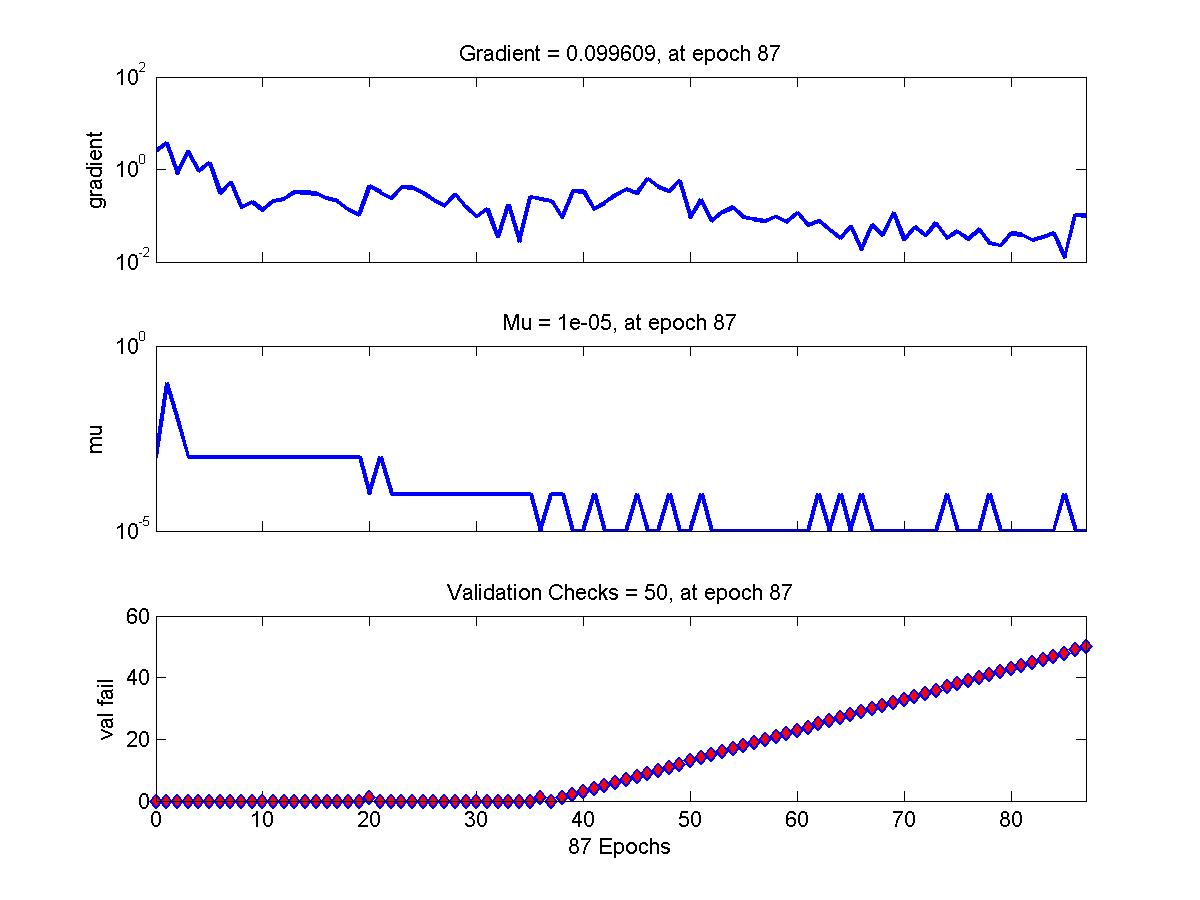 Gradient = 0.099609, at epoch 87
10^2
10^0
10^-2
gradient
Mu = 1e-05, at epoch 87
10^0
10^-5
mu
Validation Checks = 50, at epoch 87
60
40
20
0
val fail
0 10 20 30 40 50 60 70 80
87 Epochs